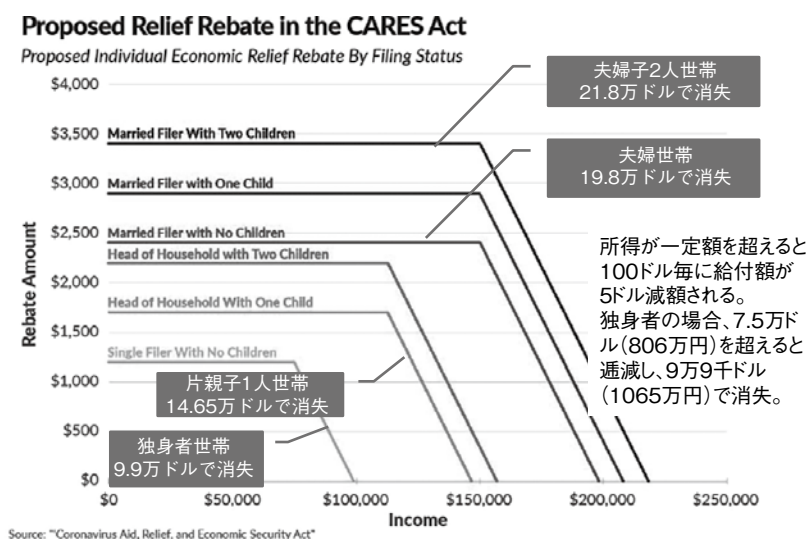 Proposed Relief Rebate in the CARES Act
Proposed Individual Economic Relief Rebate By Filing Status
夫婦子2人世帯
21.8万ドルで消失
夫婦世帯
19.8万ドルで消失
所得が一定額を超えると
100ドル毎に給付額が
5ドル減額される。
独身者の場合、7.5万ド
ル(806万円)を超えると
逓減し、9万9千ドル
(1065万円)で消失。
Rebate Amount
$4,000
$3,500
$3,000
$2,500
$2,000
$1,500
$1,000
$500
$0
Married Filer With Two Children
Married Filer with One Child
Married Filer with No Children
Head of Household with Two Children
Head of Household With One Child
Single Filer With No Children
片親子1人世帯
14.65万ドルで消失
独身者世帯
9.9万ドルで消失
$0
$50,000
$100,000
$150,000
$200,000
$250,000
Income
Source: "'Coronavirus Aid, Relief, and Economic Security Act"